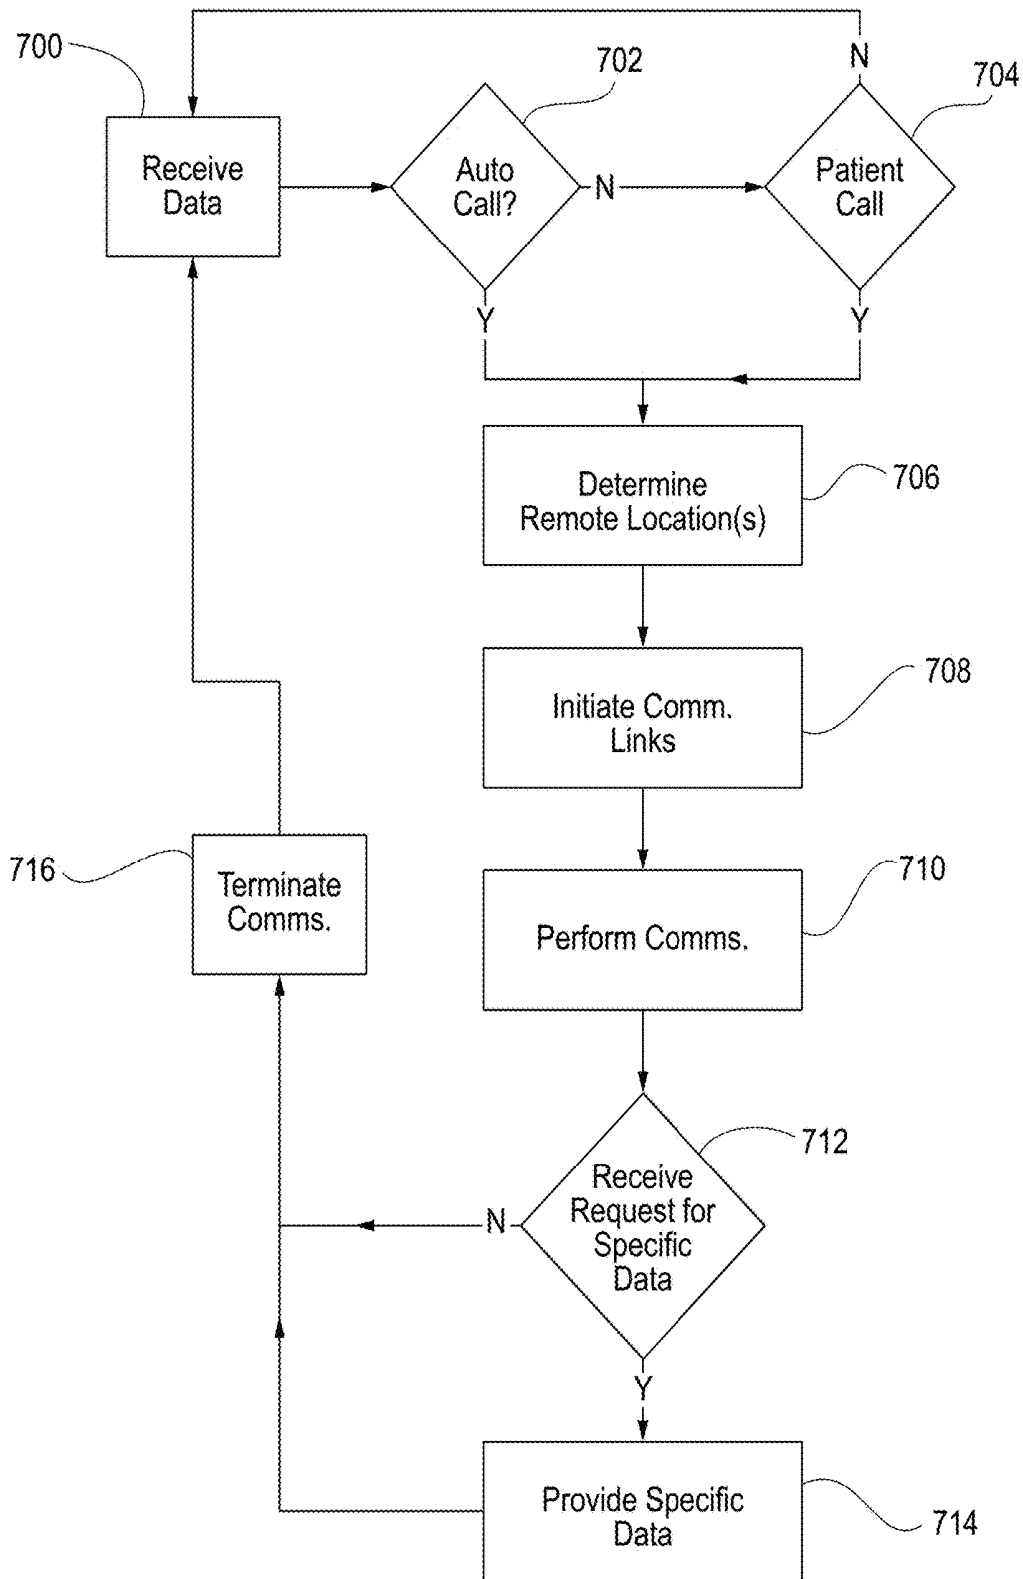 700
702
704
N
Receive
Data
Auto
Call?
N
Patient
Call
Y
Y
Determine
Remote Location(s)
706
Initiate Comm.
Links
708
716
Terminate
Comms.
Perform Comms.
710
712
Receive
Request for
Specific
Data
N
Y
Provide Specific
Data
714